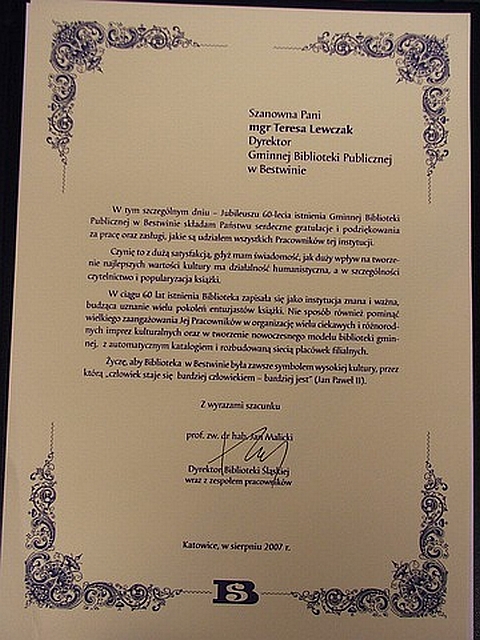 Szanowna Pani
mgr Teresa Lewczak
Dyrektor
Gminnej Biblioteki Publicznej
w Bestwinie
W tym szczególnym dniu – Jubileuszu 60-lecia istnienia Gminnej Biblioteki
Publicznej w Bestwinie składam Państwu serdeczne gratulacje i podziękowania
za pracę oraz zasługi, jakie są udziałem wszystkich Pracowników tej instytucji.
Czynię to z dużą satysfakcją, gdyż mam świadomość, jak duży wpływ na tworze-
nie najlepszych wartości kultury ma działalność humanistyczna, a w szczególności
czytelnictwo i popularyzacja książki.
W ciągu 60 lat istnienia Biblioteka zapisała się jako instytucja znana i ważna,
budząca uznanie wielu pokoleń entuzjastów książki. Nie sposób również pominąć
wielkiego zaangażowania Jej Pracowników w organizację wielu ciekawych i różnorod-
nych imprez kulturalnych oraz w tworzenie nowoczesnego modelu biblioteki gmin-
nej, z automatycznym katalogiem i rozbudowaną siecią placówek filialnych.
Życzę, aby Biblioteka w Bestwinie była zawsze symbolem wysokiej kultury, przez
którą „człowiek staje się bardziej człowiekiem – bardziej jest" (Jan Paweł II).
Z wyrazami szacunku
prof. zw. dr hab. Jan Malicki
Dyrektor Biblioteki Śląskiej
wraz z zespołem pracowników
Katowice, w sierpniu 2007 r.
BS